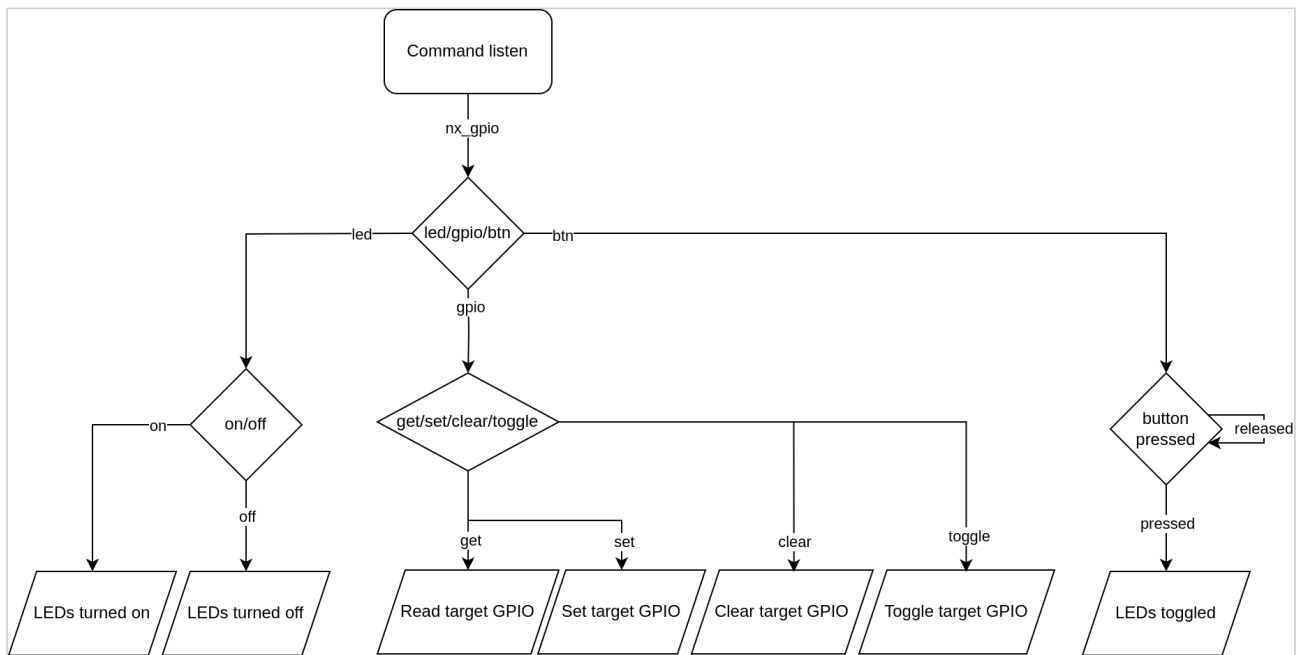 Command listen
nx_gpio
led/gpio/btn
led
btn
gpio
on/off
get/set/clear/toggle
button
pressed
released
on
off
get
set
clear
toggle
pressed
LEDs turned on
LEDs turned off
Read target GPIO
Set target GPIO
Clear target GPIO
Toggle target GPIO
LEDs toggled